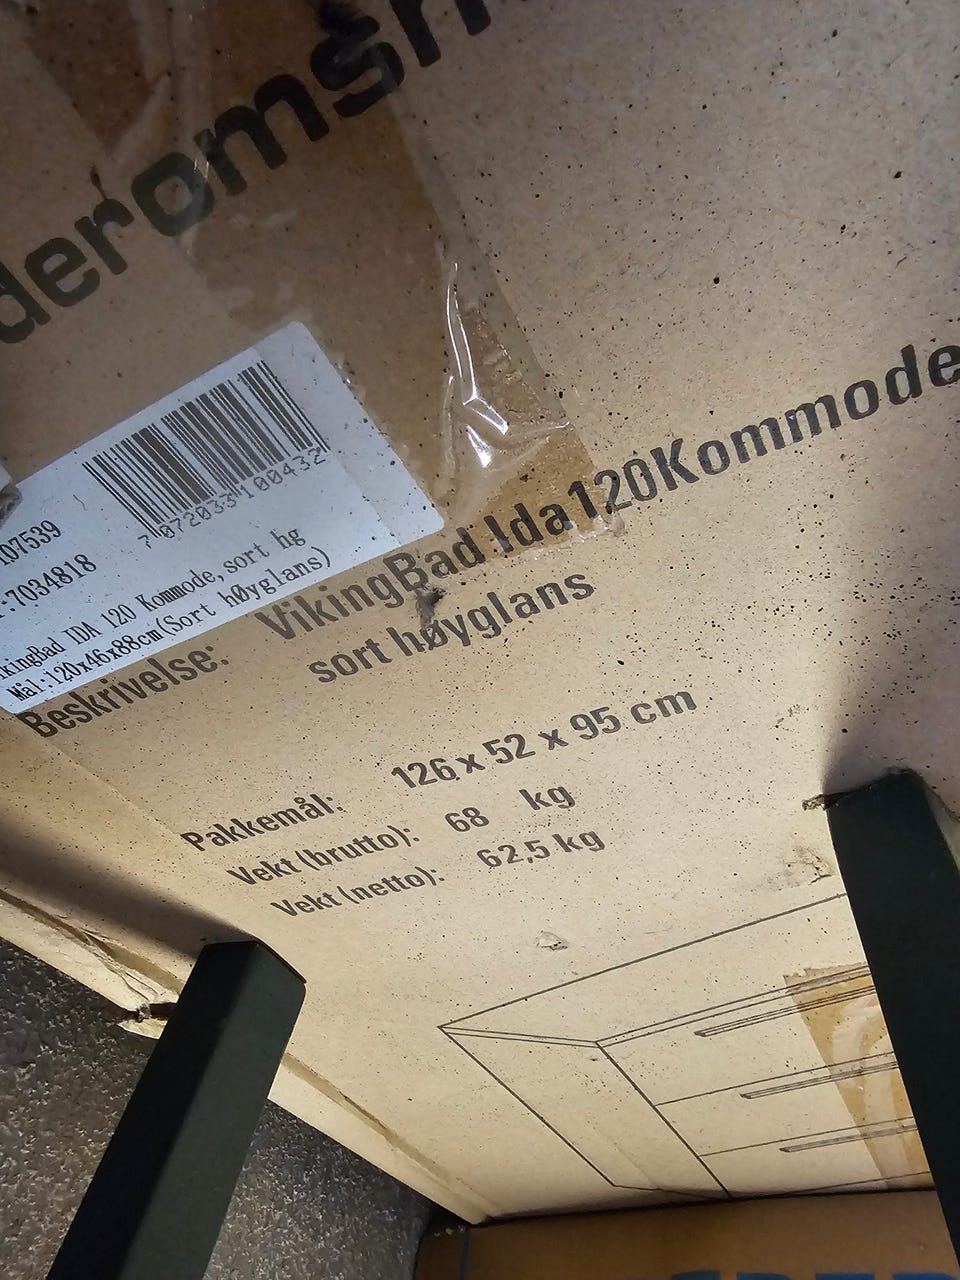 deromsh
7 072033 100432
107539
:7034818
kingBad IDA 120 Kommode, sort hg
Mål:120x46x88cm(Sort høyglans)
Beskrivelse: VikingBad Ida 120 Kommode
sort høyglans
Pakkemål: 126 x 52 x 95 cm
Vekt (brutto): 68 kg
Vekt (netto): 62,5 kg